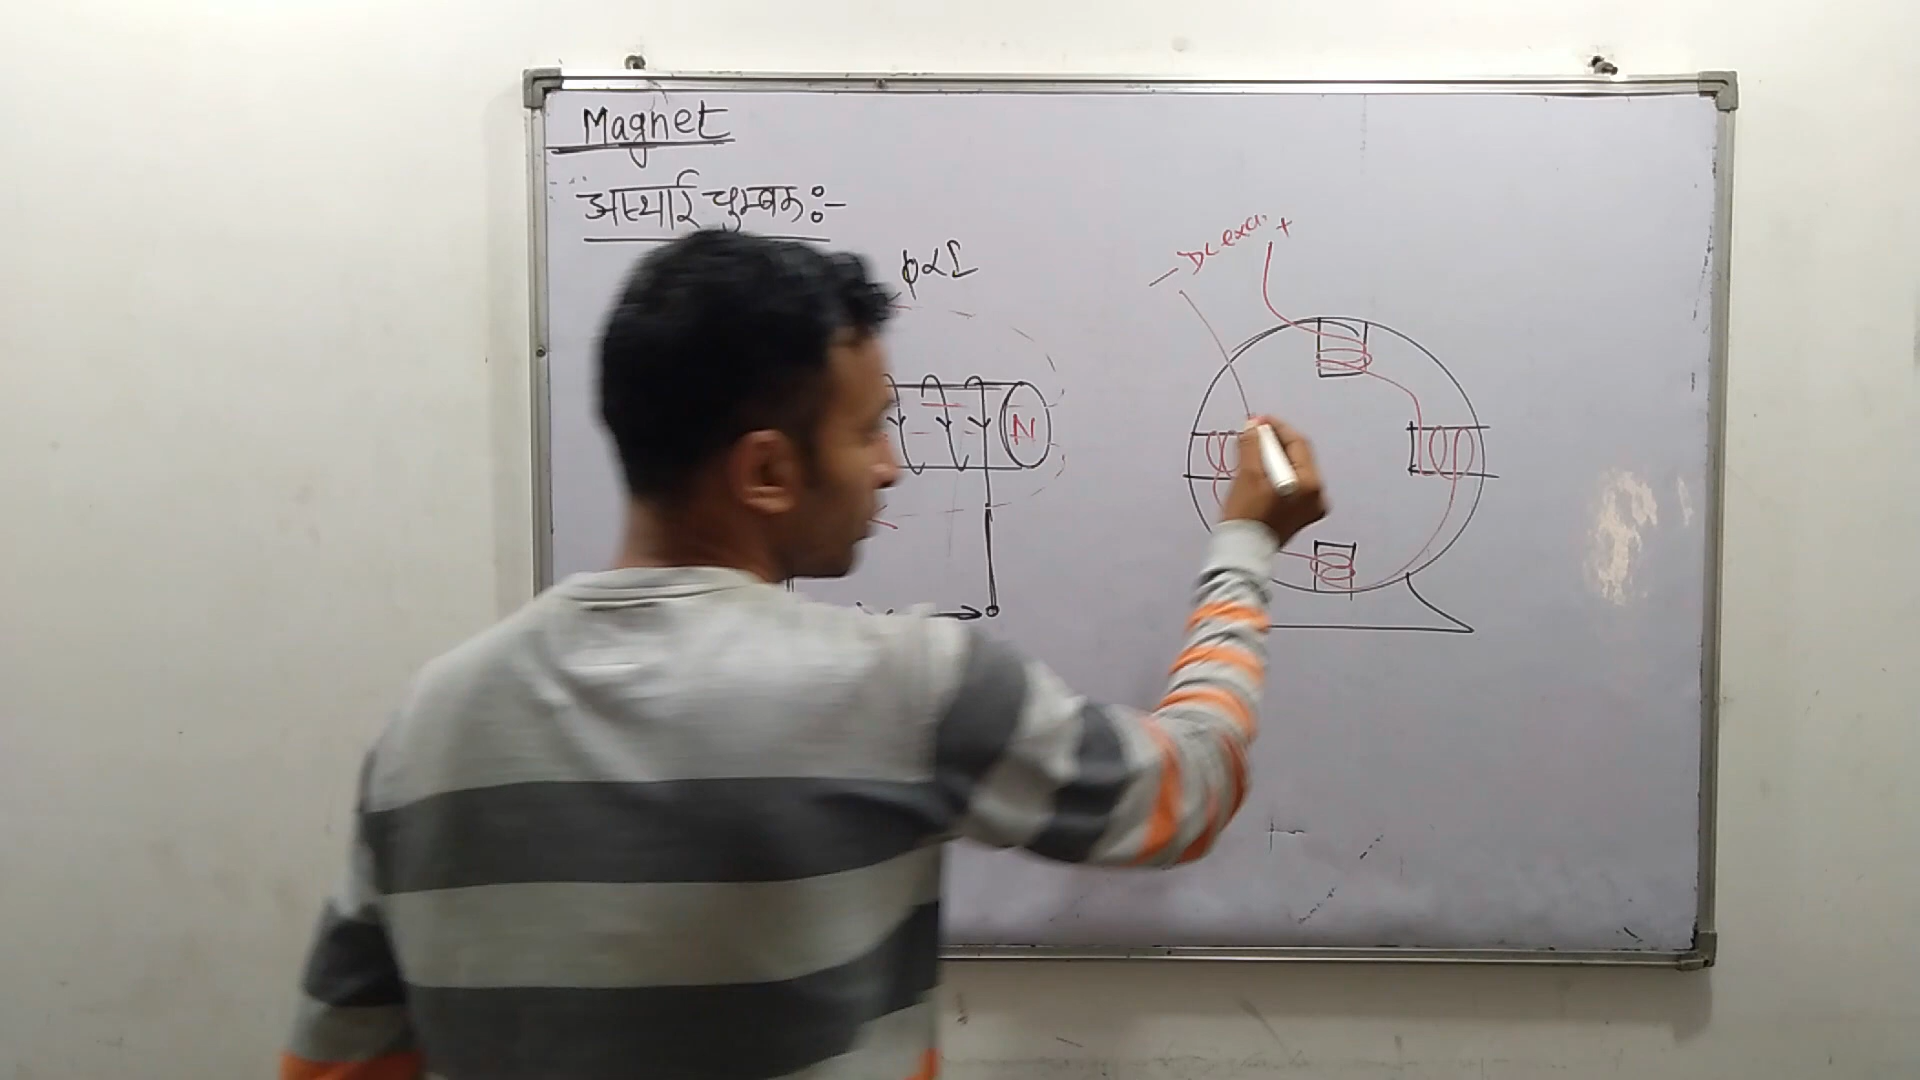 Magnet
अस्थाई चुम्बक:-
φ∝I
- DC exci. +
N